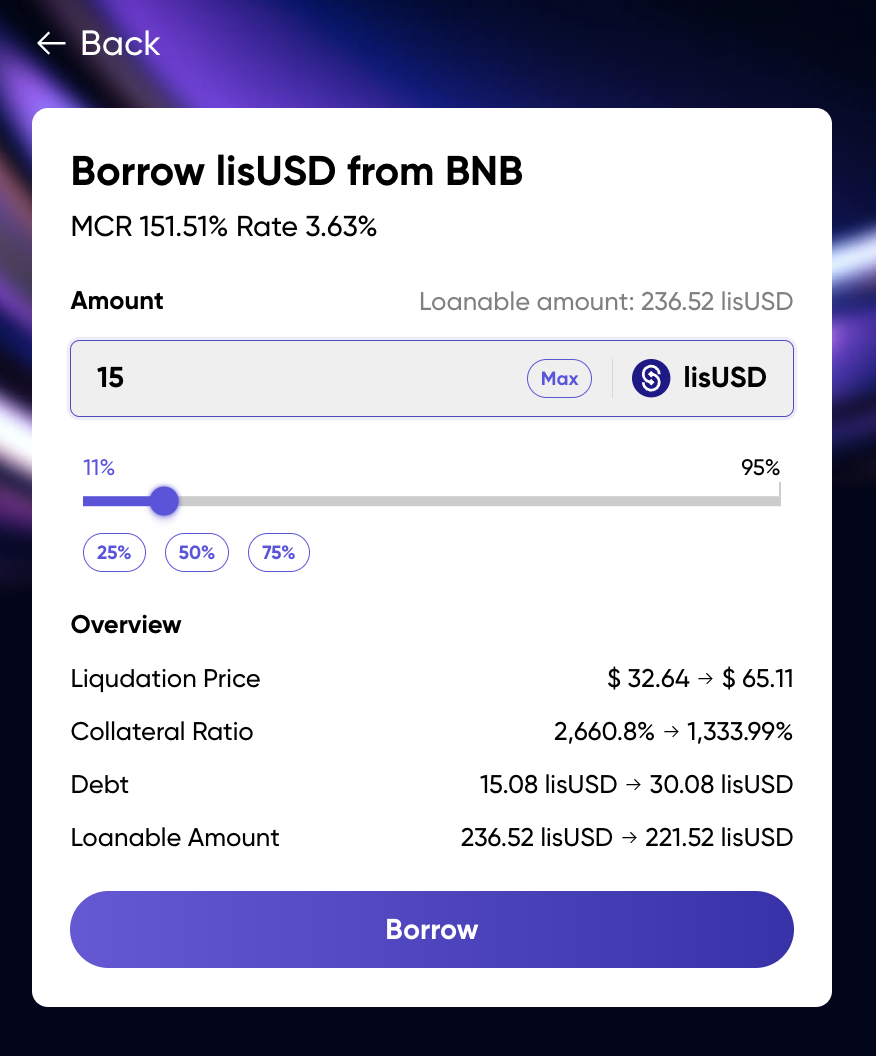 ← Back
Borrow lisUSD from BNB
MCR 151.51% Rate 3.63%
Amount Loanable amount: 236.52 lisUSD
15 Max lisUSD
11% 95%
25% 50% 75%
Overview
Liqudation Price $ 32.64 → $ 65.11
Collateral Ratio 2,660.8% → 1,333.99%
Debt 15.08 lisUSD → 30.08 lisUSD
Loanable Amount 236.52 lisUSD → 221.52 lisUSD
Borrow